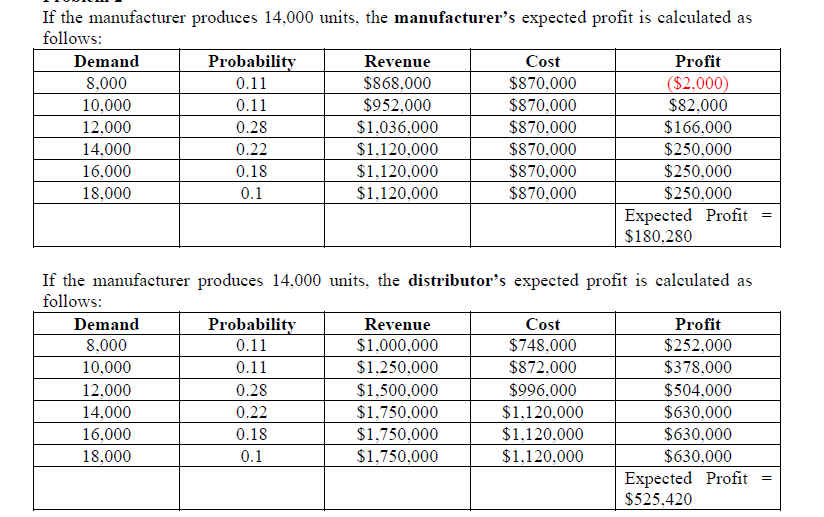 If the manufacturer produces 14,000 units, the manufacturer's expected profit is calculated as
follows:
Demand Probability Revenue Cost Profit
8,000 0.11 $868,000 $870,000 ($2,000)
10,000 0.11 $952,000 $870,000 $82,000
12,000 0.28 $1,036,000 $870,000 $166,000
14,000 0.22 $1,120,000 $870,000 $250,000
16,000 0.18 $1,120,000 $870,000 $250,000
18,000 0.1 $1,120,000 $870,000 $250,000
Expected Profit =
$180,280
If the manufacturer produces 14,000 units, the distributor's expected profit is calculated as
follows:
Demand Probability Revenue Cost Profit
8,000 0.11 $1,000,000 $748,000 $252,000
10,000 0.11 $1,250,000 $872,000 $378,000
12,000 0.28 $1,500,000 $996,000 $504,000
14,000 0.22 $1,750,000 $1,120,000 $630,000
16,000 0.18 $1,750,000 $1,120,000 $630,000
18,000 0.1 $1,750,000 $1,120,000 $630,000
Expected Profit =
$525,420